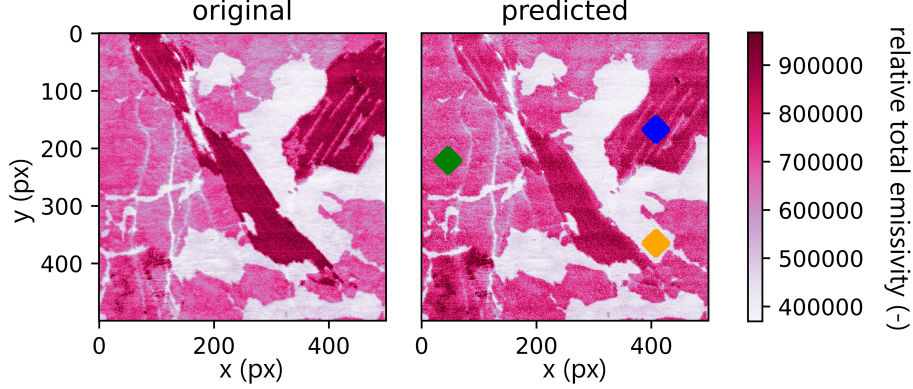 original
predicted
0
100
200
300
400
y (px)
0
200
400
x (px)
0
200
400
x (px)
900000
800000
700000
600000
500000
400000
relative total emissivity (-)